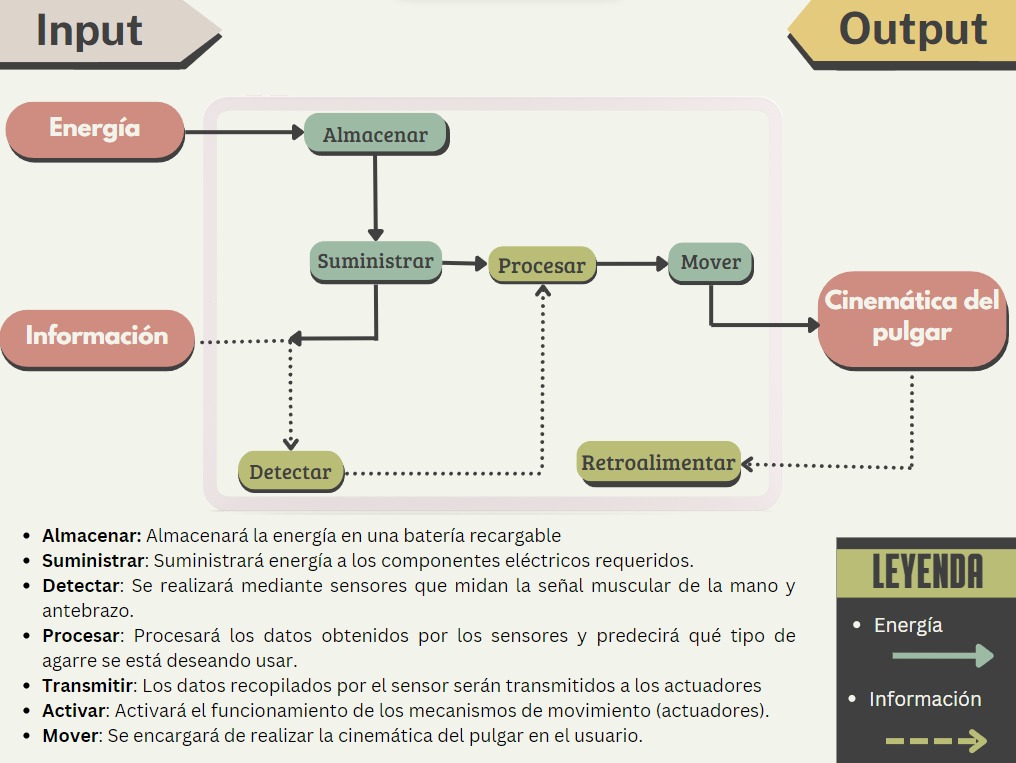 Input
Output
Energía
Almacenar
Suministrar
Procesar
Mover
Cinemática del
pulgar
Información
Detectar
Retroalimentar
• Almacenar: Almacenará la energía en una batería recargable
• Suministrar: Suministrará energía a los componentes eléctricos requeridos.
• Detectar: Se realizará mediante sensores que midan la señal muscular de la mano y
antebrazo.
• Procesar: Procesará los datos obtenidos por los sensores y predecirá qué tipo de
agarre se está deseando usar.
• Transmitir: Los datos recopilados por el sensor serán transmitidos a los actuadores
• Activar: Activará el funcionamiento de los mecanismos de movimiento (actuadores).
• Mover: Se encargará de realizar la cinemática del pulgar en el usuario.
LEYENDA
• Energía
• Información